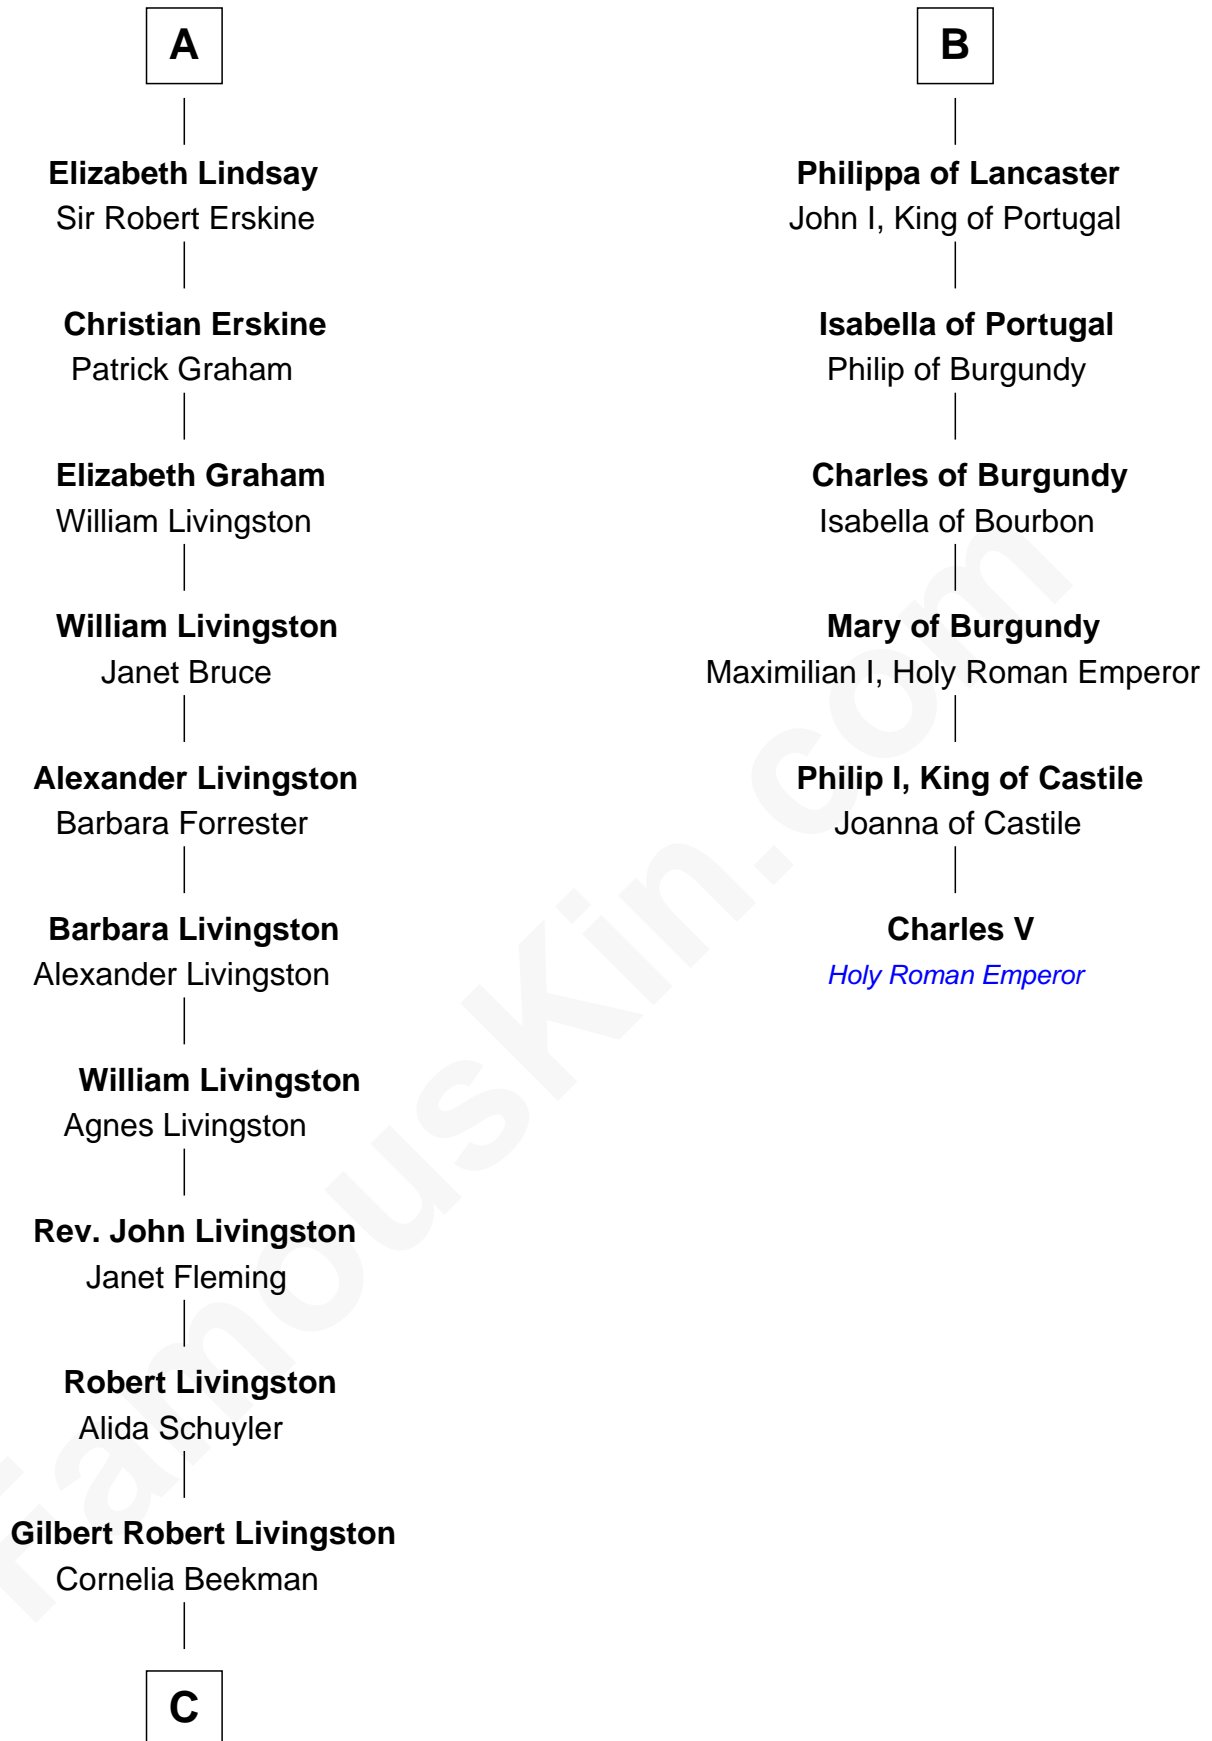 A
Elizabeth Lindsay
Sir Robert Erskine
Christian Erskine
Patrick Graham
Elizabeth Graham
William Livingston
William Livingston
Janet Bruce
Alexander Livingston
Barbara Forrester
Barbara Livingston
Alexander Livingston
William Livingston
Agnes Livingston
Rev. John Livingston
Janet Fleming
Robert Livingston
Alida Schuyler
Gilbert Robert Livingston
Cornelia Beekman
C
B
Philippa of Lancaster
John I, King of Portugal
Isabella of Portugal
Philip of Burgundy
Charles of Burgundy
Isabella of Bourbon
Mary of Burgundy
Maximilian I, Holy Roman Emperor
Philip I, King of Castile
Joanna of Castile
Charles V
Holy Roman Emperor
FamousKin.com